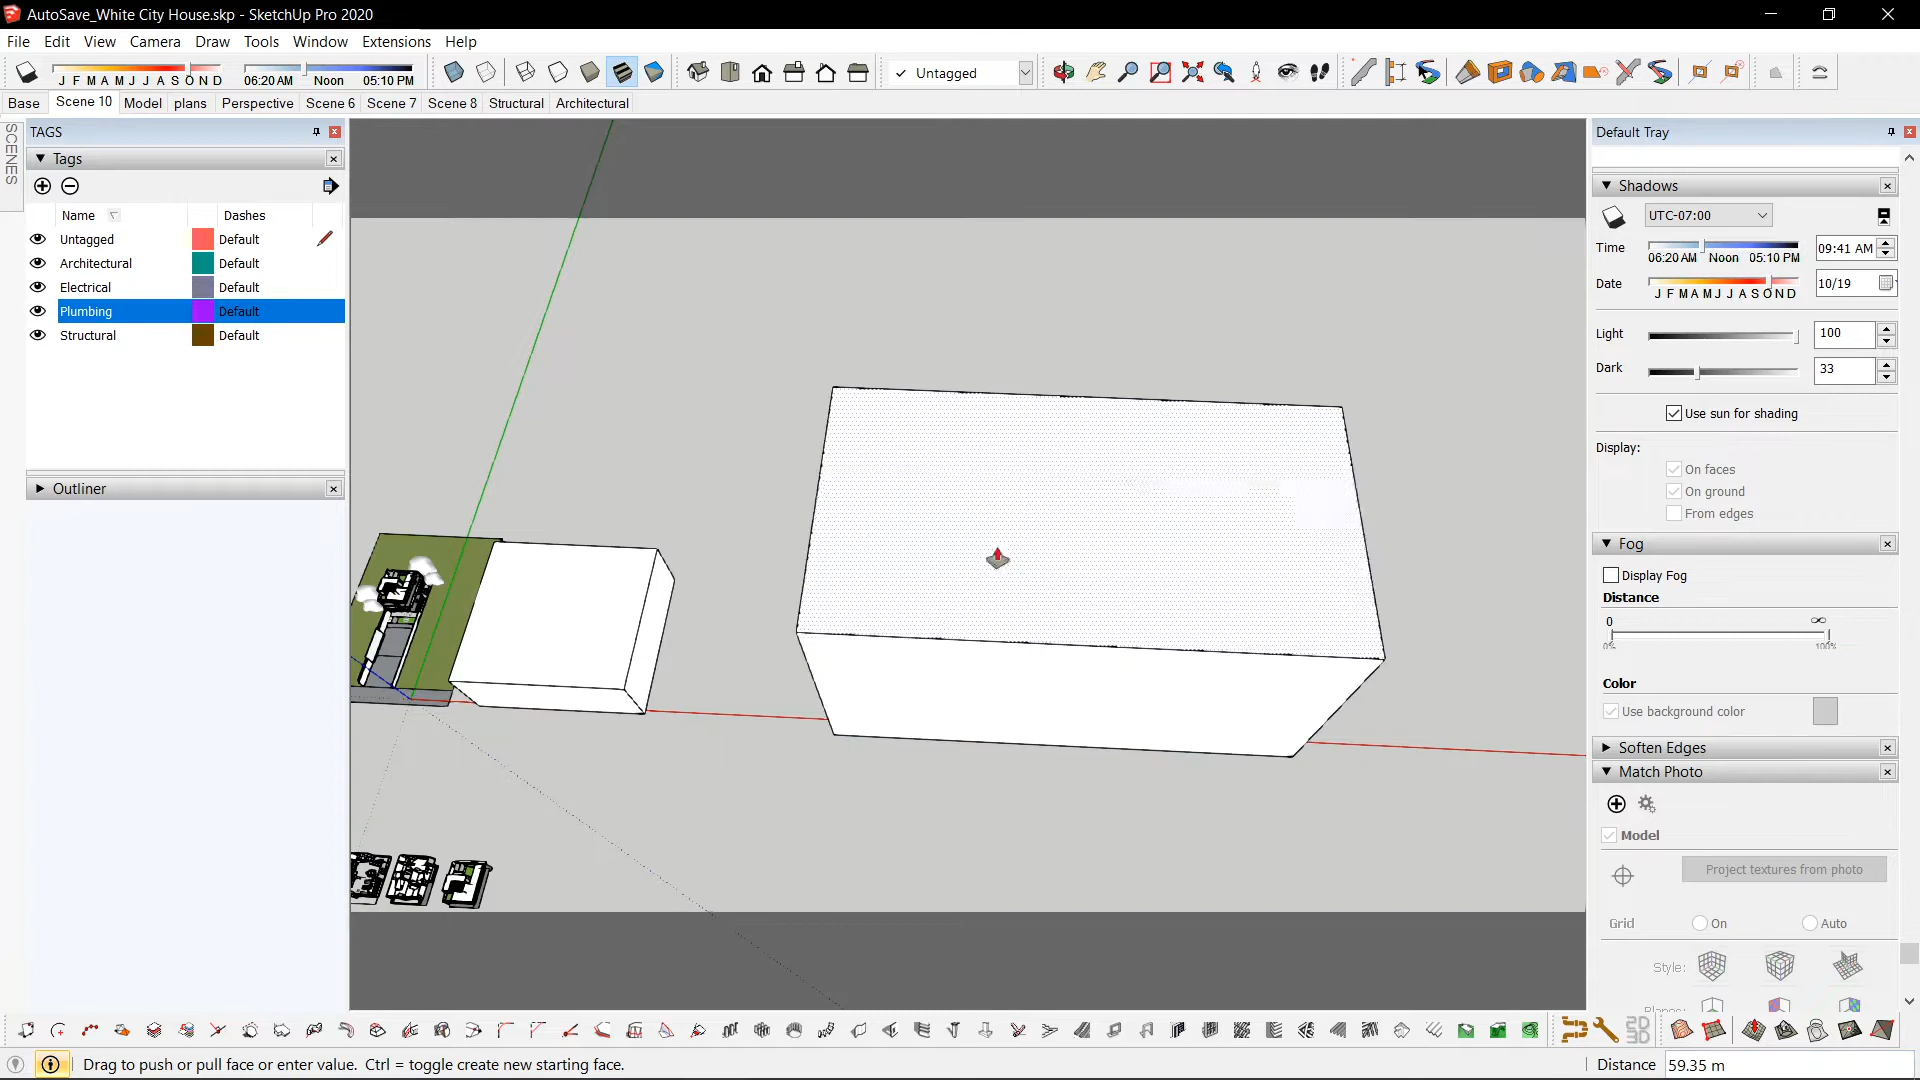 AutoSave_White City House.skp - SketchUp Pro 2020
File Edit View Camera Draw Tools Window Extensions Help
J F M A M J J A S O N D 06:20 AM Noon 05:10 PM ✓ Untagged
Base Scene 10 Model plans Perspective Scene 6 Scene 7 Scene 8 Structural Architectural
SCENES
TAGS
Tags
Name Dashes
Untagged Default
Architectural Default
Electrical Default
Plumbing Default
Structural Default
Outliner
Default Tray
Shadows
UTC-07:00
Time 09:41 AM
06:20 AM Noon 05:10 PM
Date 10/19
J F M A M J J A S O N D
Light 100
Dark 33
Use sun for shading
Display:
On faces
On ground
From edges
Fog
Display Fog
Distance
0 ∞
0% 100%
Color
Use background color
Soften Edges
Match Photo
Model
Project textures from photo
Grid On Auto
Style:
Drag to push or pull face or enter value. Ctrl = toggle create new starting face.
Distance 59.35 m